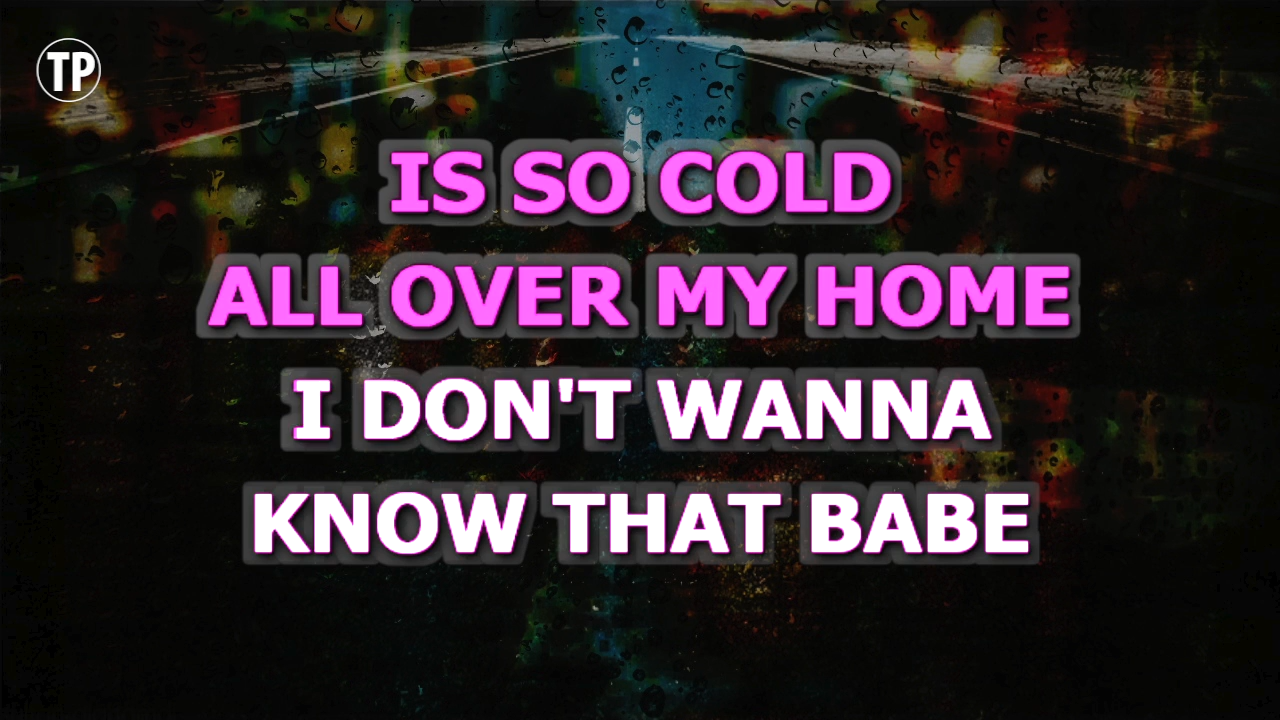 TP
IS SO COLD
ALL OVER MY HOME
I DON'T WANNA
KNOW THAT BABE